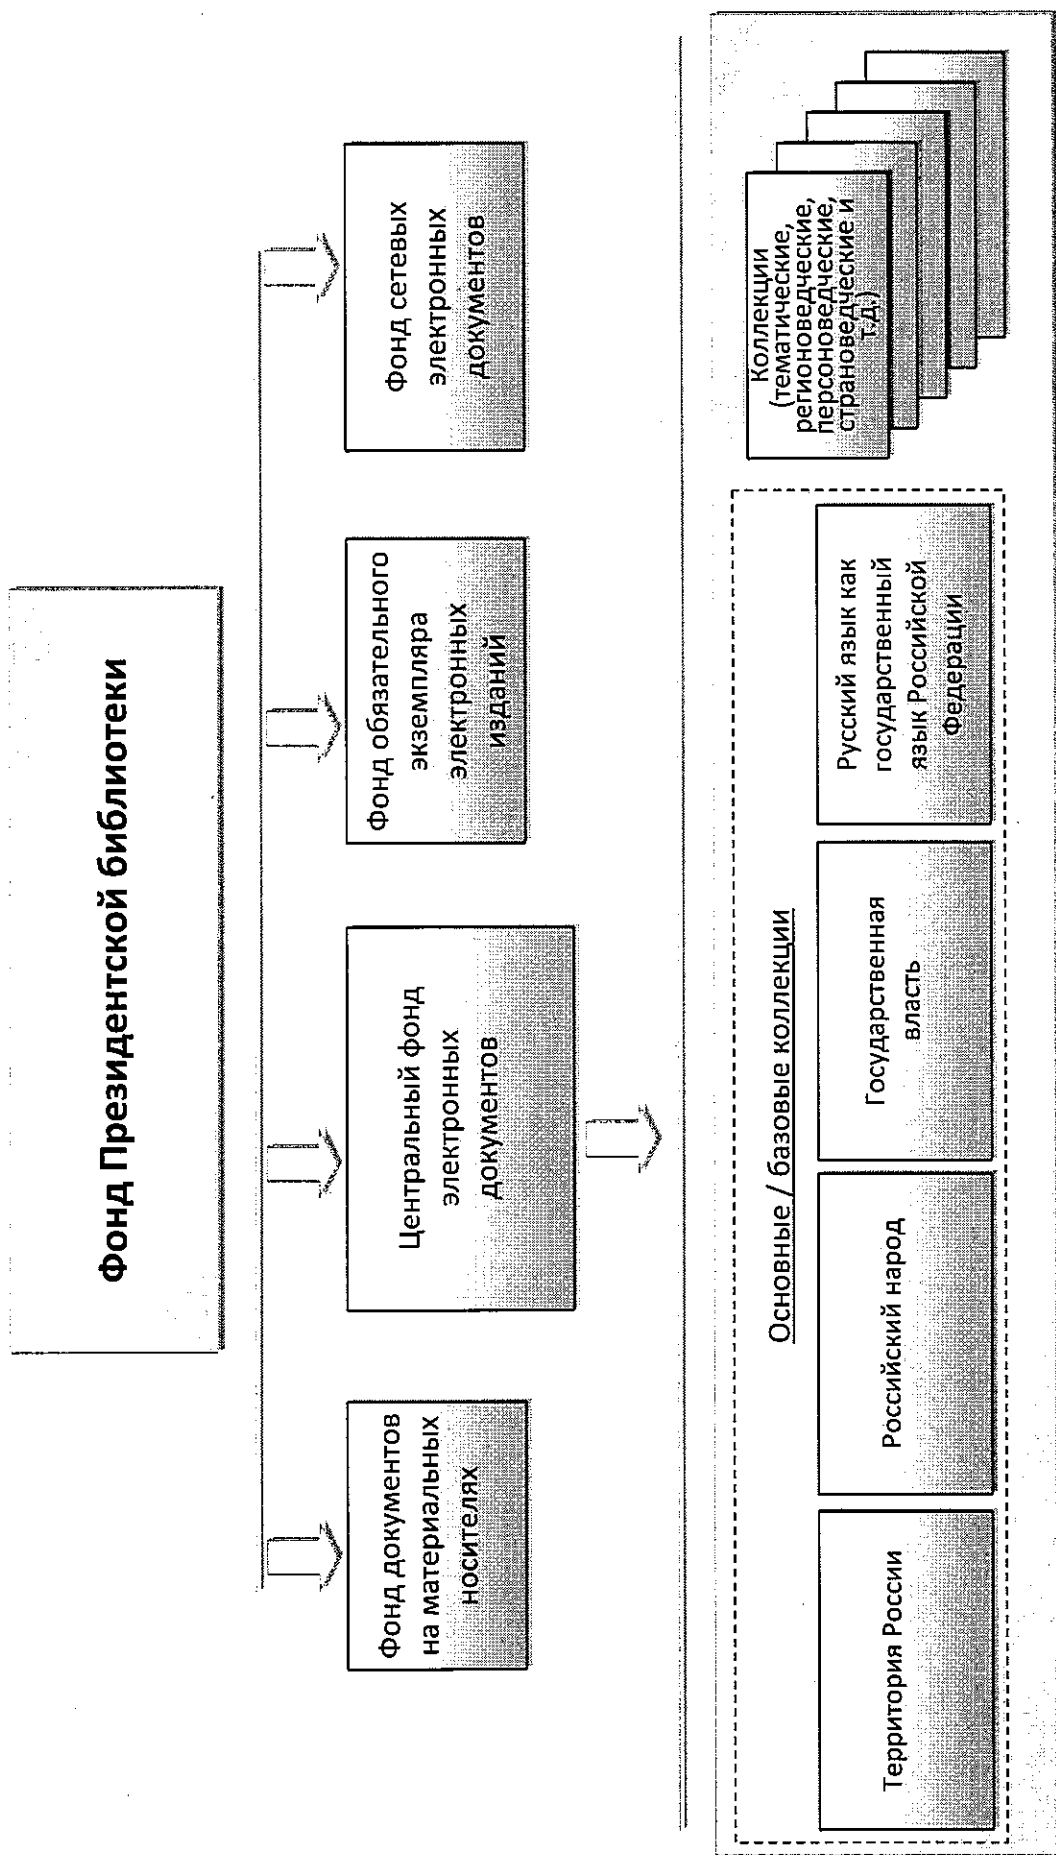 Фонд Президентской библиотеки
Фонд документов
на материальных
носителях
Центральный фонд
электронных
документов
Фонд обязательного
экземпляра
электронных
изданий
Фонд сетевых
электронных
документов
Основные / базовые коллекции
Территория России
Российский народ
Государственная
власть
Русский язык как
государственный
язык Российской
Федерации
Коллекции
(тематические,
регионоведческие,
персоноведческие,
страноведческие и
т.д.)